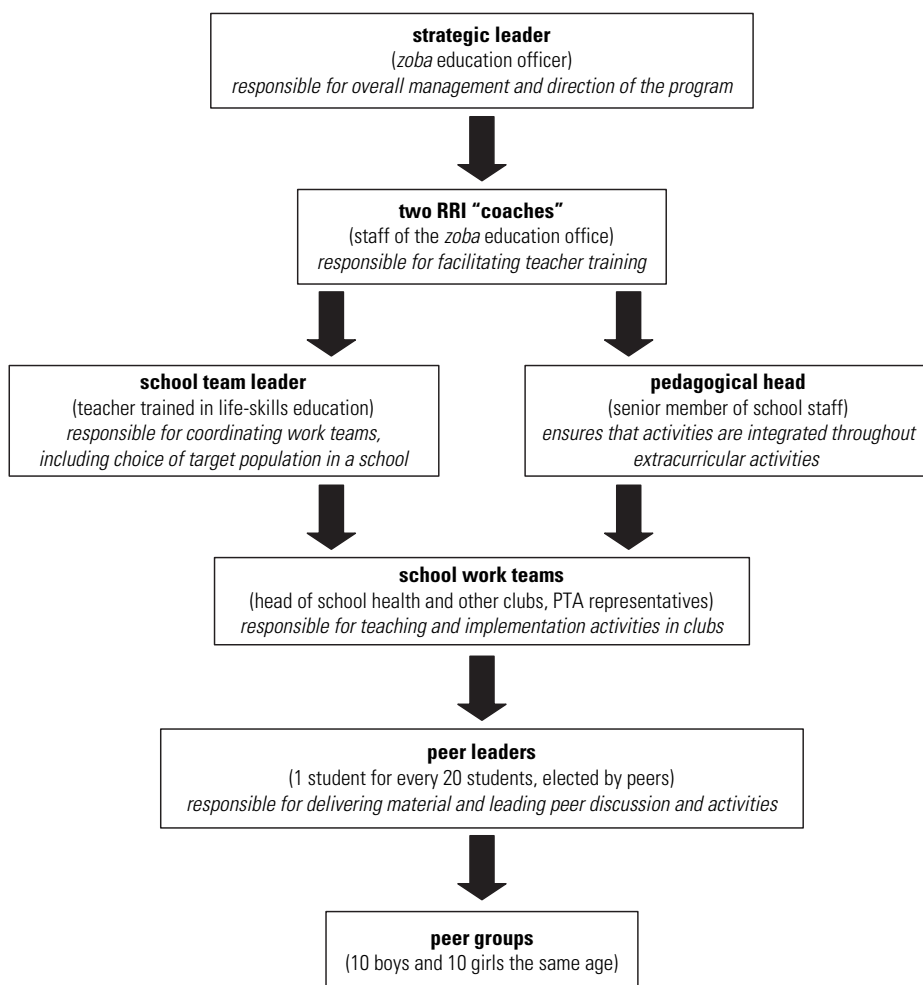 strategic leader
(zoba education officer)
responsible for overall management and direction of the program
two RRI “coaches”
(staff of the zoba education office)
responsible for facilitating teacher training
school team leader
(teacher trained in life-skills education)
responsible for coordinating work teams,
including choice of target population in a school
pedagogical head
(senior member of school staff)
ensures that activities are integrated throughout
extracurricular activities
school work teams
(head of school health and other clubs, PTA representatives)
responsible for teaching and implementation activities in clubs
peer leaders
(1 student for every 20 students, elected by peers)
responsible for delivering material and leading peer discussion and activities
peer groups
(10 boys and 10 girls the same age)